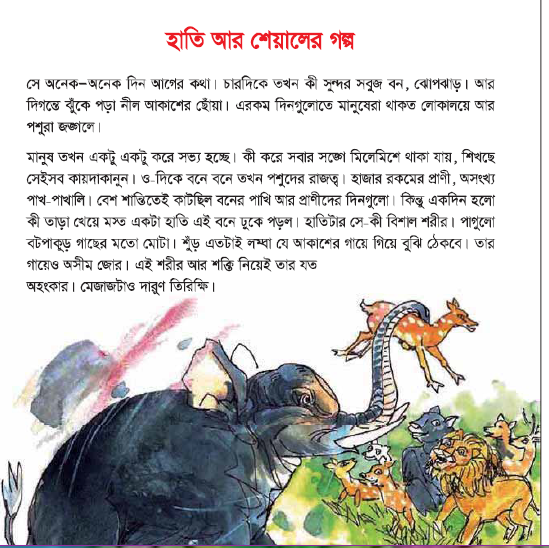 হাতি আর শেয়ালের গল্প
সে অনেক–অনেক দিন আগের কথা। চারদিকে তখন কী সুন্দর সবুজ বন, ঝোপঝাড়। আর
দিগন্তে ঝুঁকে পড়া নীল আকাশের ছোঁয়া। এরকম দিনগুলোতে মানুষেরা থাকত লোকালয়ে আর
পশুরা জঙ্গলে।
মানুষ তখন একটু একটু করে সভ্য হচ্ছে। কী করে সবার সঙ্গে মিলেমিশে থাকা যায়, শিখছে
সেইসব কায়দাকানুন। ও-দিকে বনে বনে তখন পশুদের রাজত্ব। হাজার রকমের প্রাণী, অসংখ্য
পাখ-পাখালি। বেশ শান্তিতেই কাটছিল বনের পাখি আর প্রাণীদের দিনগুলো। কিন্তু একদিন হলো
কী তাড়া খেয়ে মস্ত একটা হাতি এই বনে ঢুকে পড়ল। হাতিটার সে-কী বিশাল শরীর। পাগুলো
বটপাকুড় গাছের মতো মোটা। শুঁড় এতটাই লম্বা যে আকাশের গায়ে গিয়ে বুঝি ঠেকবে। তার
গায়েও অসীম জোর। এই শরীর আর শক্তি নিয়েই তার যত
অহংকার। মেজাজটাও দারুণ তিরিক্ষি।